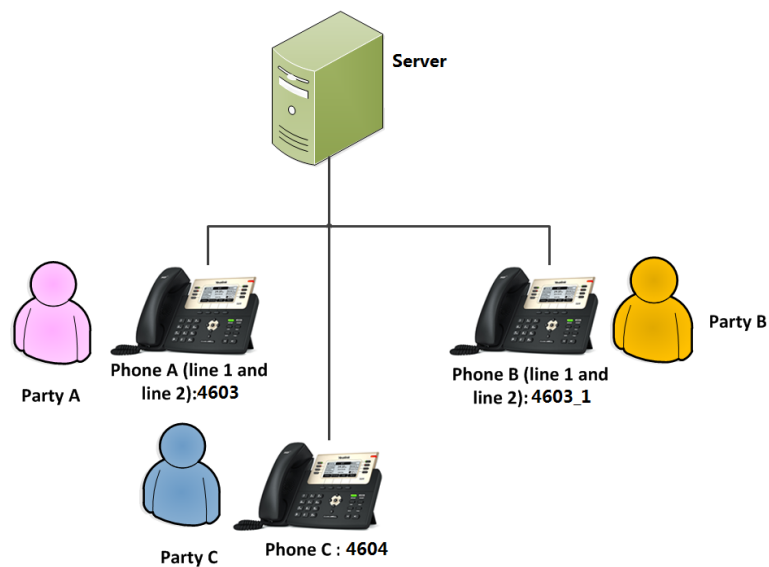 Server
Party A
Phone A (line 1 and
line 2):4603
Phone B (line 1 and
line 2): 4603_1
Party B
Party C
Phone C : 4604